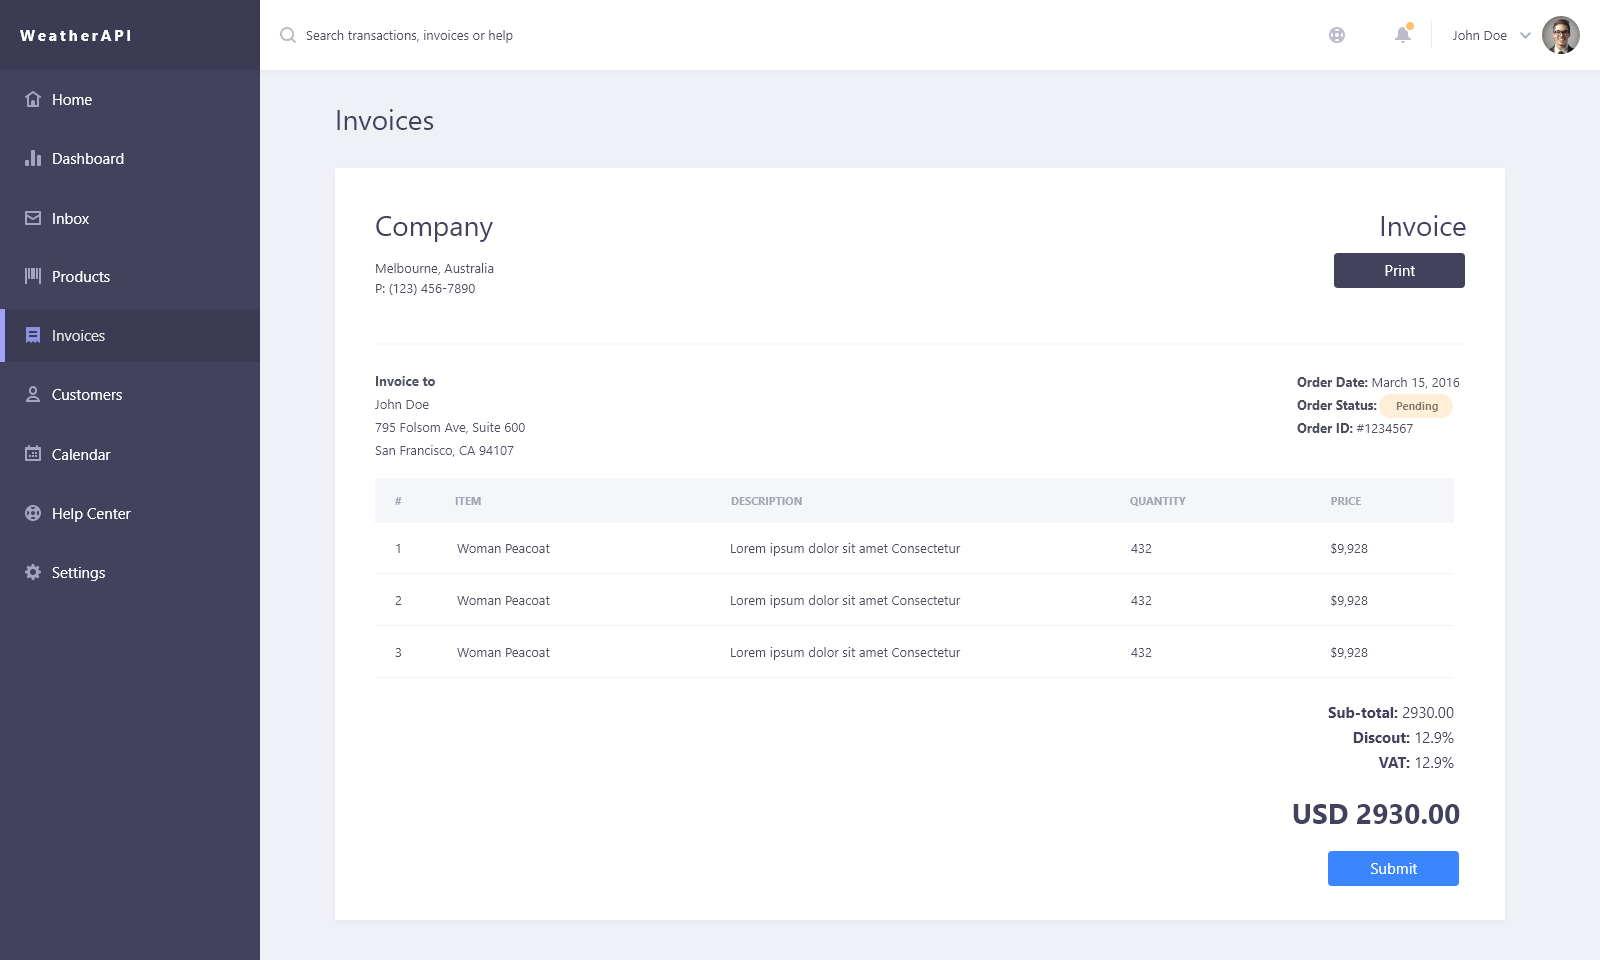 WeatherAPI
Search transactions, invoices or help
John Doe
Home
Dashboard
Inbox
Products
Invoices
Customers
Calendar
Help Center
Settings
Invoices
Company
Invoice
Melbourne, Australia
P: (123) 456-7890
Print
Invoice to
John Doe
795 Folsom Ave, Suite 600
San Francisco, CA 94107
Order Date: March 15, 2016
Order Status: Pending
Order ID: #1234567
# ITEM DESCRIPTION QUANTITY PRICE
1 Woman Peacoat Lorem ipsum dolor sit amet Consectetur 432 $9,928
2 Woman Peacoat Lorem ipsum dolor sit amet Consectetur 432 $9,928
3 Woman Peacoat Lorem ipsum dolor sit amet Consectetur 432 $9,928
Sub-total: 2930.00
Discout: 12.9%
VAT: 12.9%
USD 2930.00
Submit